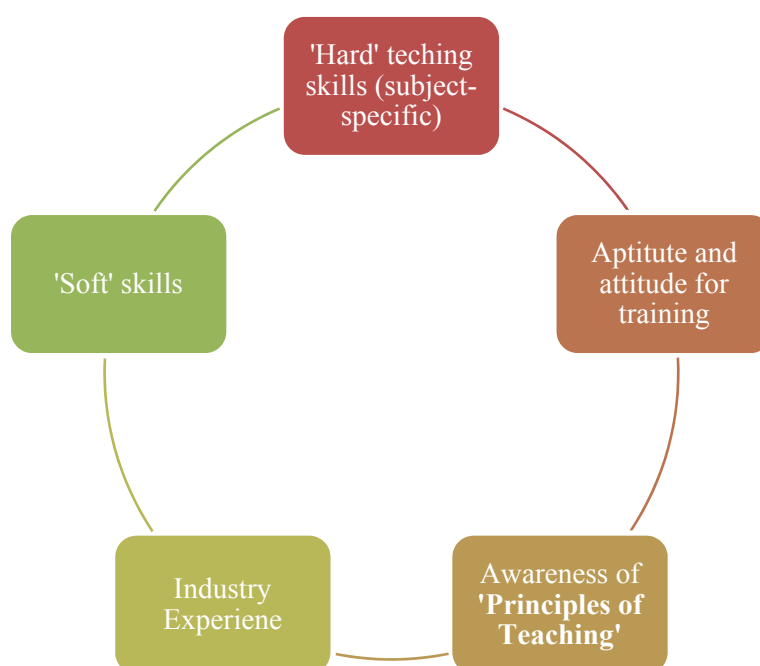 'Hard' teching
skills (subject-
specific)
Aptitute and
attitude for
training
Awareness of
'Principles of
Teaching'
Industry
Experiene
'Soft' skills